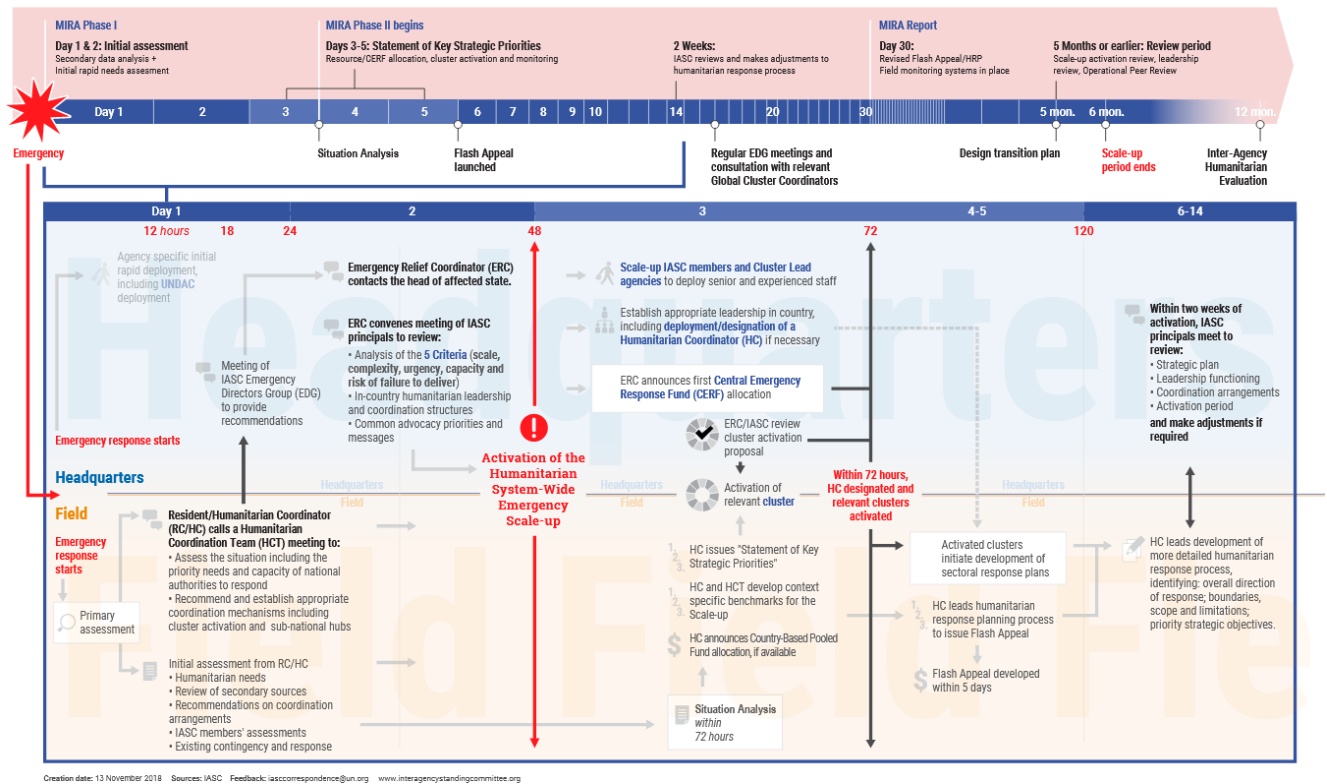 MIRA Phase I
Day 1 & 2: Initial assessment
Secondary data analysis +
Initial rapid needs assesment
MIRA Phase II begins
Days 3-5: Statement of Key Strategic Priorities
Resource/CERF allocation, cluster activation and monitoring
2 Weeks:
IASC reviews and makes adjustments to
humanitarian response process
MIRA Report
Day 30:
Revised Flash Appeal/HRP
Field monitoring systems in place
5 Months or earlier: Review period
Scale-up activation review, leadership
review, Operational Peer Review
Day 1 2 3 4 5 6 7 8 9 10 14 20 30 5 mon. 6 mon. 12 mon.
Emergency
Situation Analysis
Flash Appeal
launched
Regular EDG meetings and
consultation with relevant
Global Cluster Coordinators
Design transition plan
Scale-up
period ends
Inter-Agency
Humanitarian
Evaluation
Day 1 2 3 4-5 6-14
12 hours 18 24 48 72 120
Headquarters
Agency specific initial
rapid deployment,
including UNDAC
deployment
Emergency response starts
Meeting of
IASC Emergency
Directors Group (EDG)
to provide
recommendations
Emergency Relief Coordinator (ERC)
contacts the head of affected state.
ERC convenes meeting of IASC
principals to review:
• Analysis of the 5 Criteria (scale,
complexity, urgency, capacity and
risk of failure to deliver)
• In-country humanitarian leadership
and coordination structures
• Common advocacy priorities and
messages
Activation of the
Humanitarian
System-Wide
Emergency
Scale-up
Scale-up IASC members and Cluster Lead
agencies to deploy senior and experienced staff
Establish appropriate leadership in country,
including deployment/designation of a
Humanitarian Coordinator (HC) if necessary
ERC announces first Central Emergency
Response Fund (CERF) allocation
ERC/IASC review
cluster activation
proposal
Activation of
relevant cluster
Within 72 hours,
HC designated and
relevant clusters
activated
Within two weeks of
activation, IASC
principals meet to
review:
• Strategic plan
• Leadership functioning
• Coordination arrangements
• Activation period
and make adjustments if
required
Headquarters
Headquarters
Headquarters
Headquarters
Field
Field
Field
Field
Field Field Fie
Emergency
response
starts
Primary
assessment
Resident/Humanitarian Coordinator
(RC/HC) calls a Humanitarian
Coordination Team (HCT) meeting to:
• Assess the situation including the
priority needs and capacity of national
authorities to respond
• Recommend and establish appropriate
coordination mechanisms including
cluster activation and sub-national hubs
Initial assessment from RC/HC
• Humanitarian needs
• Review of secondary sources
• Recommendations on coordination
arrangements
• IASC members' assessments
• Existing contingency and response
1.
2.
3.
HC issues "Statement of Key
Strategic Priorities"
1.
2.
3.
HC and HCT develop context
specific benchmarks for the
Scale-up
$
HC announces Country-Based Pooled
Fund allocation, if available
Situation Analysis
within
72 hours
Activated clusters
initiate development of
sectoral response plans
1.
2.
3.
HC leads humanitarian
response planning process
to issue Flash Appeal
$
Flash Appeal developed
within 5 days
HC leads development of
more detailed humanitarian
response process,
identifying: overall direction
of response; boundaries,
scope and limitations;
priority strategic objectives.
Creation date: 13 November 2018 Sources: IASC Feedback: iasccorrespondence@un.org www.interagencystandingcommittee.org